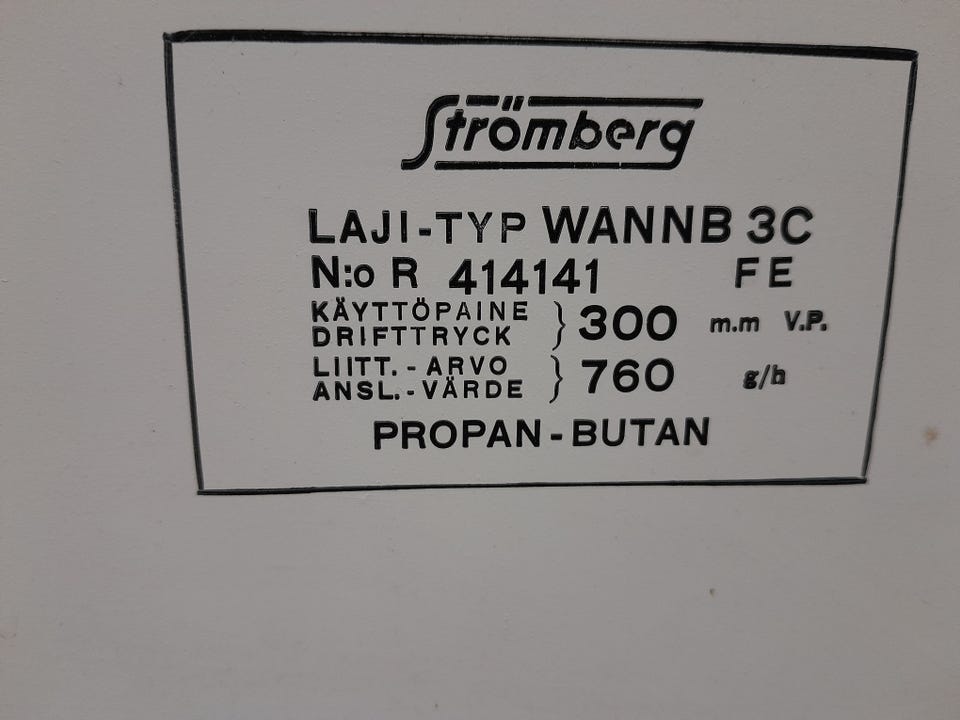 Strömberg
LAJI-TYP WANNB 3C
N:o R 414141 FE
KÄYTTÖPAINE
DRIFTTRYCK } 300 m.m V.P.
LIITT.-ARVO
ANSL.-VÄRDE } 760 g/h
PROPAN-BUTAN